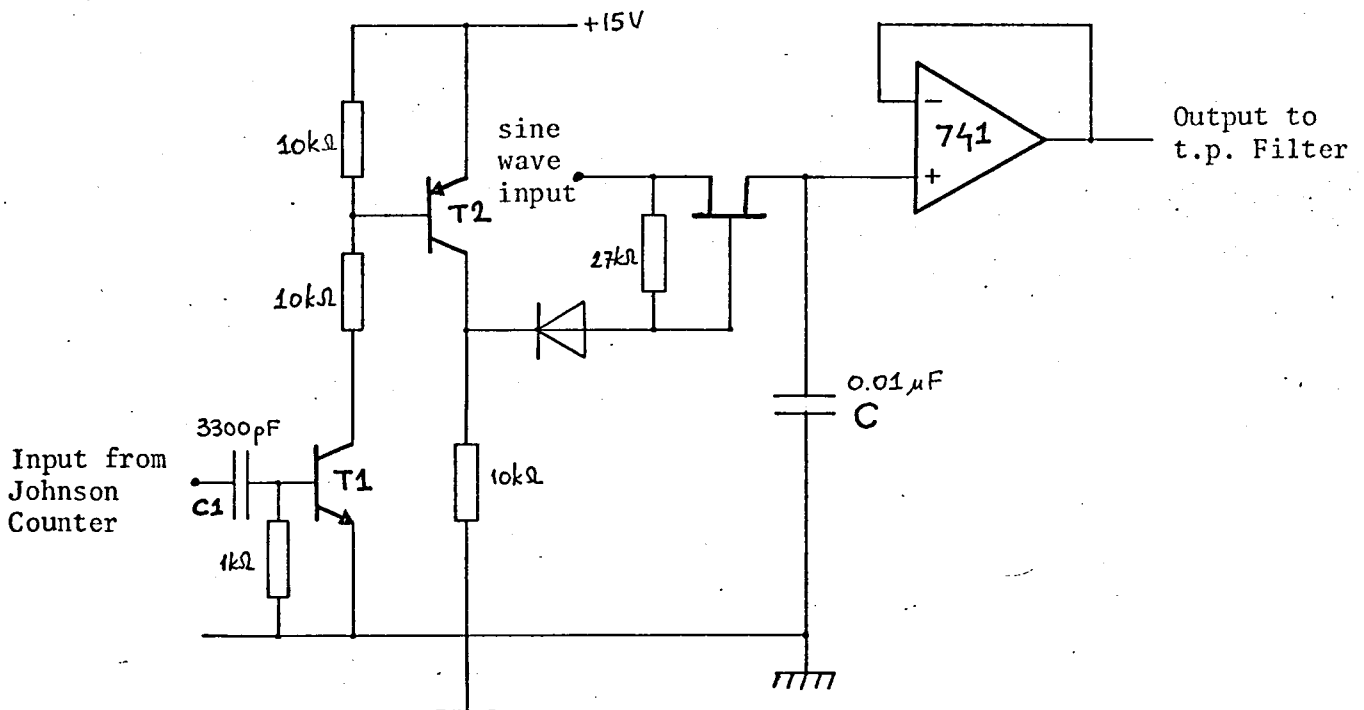 +15V
10kΩ
sine
wave
input
T2
741
−
+
Output to
t.p. Filter
27kΩ
10kΩ
0.01μF
C
3300pF
Input from
Johnson
Counter
C1
T1
10kΩ
1kΩ